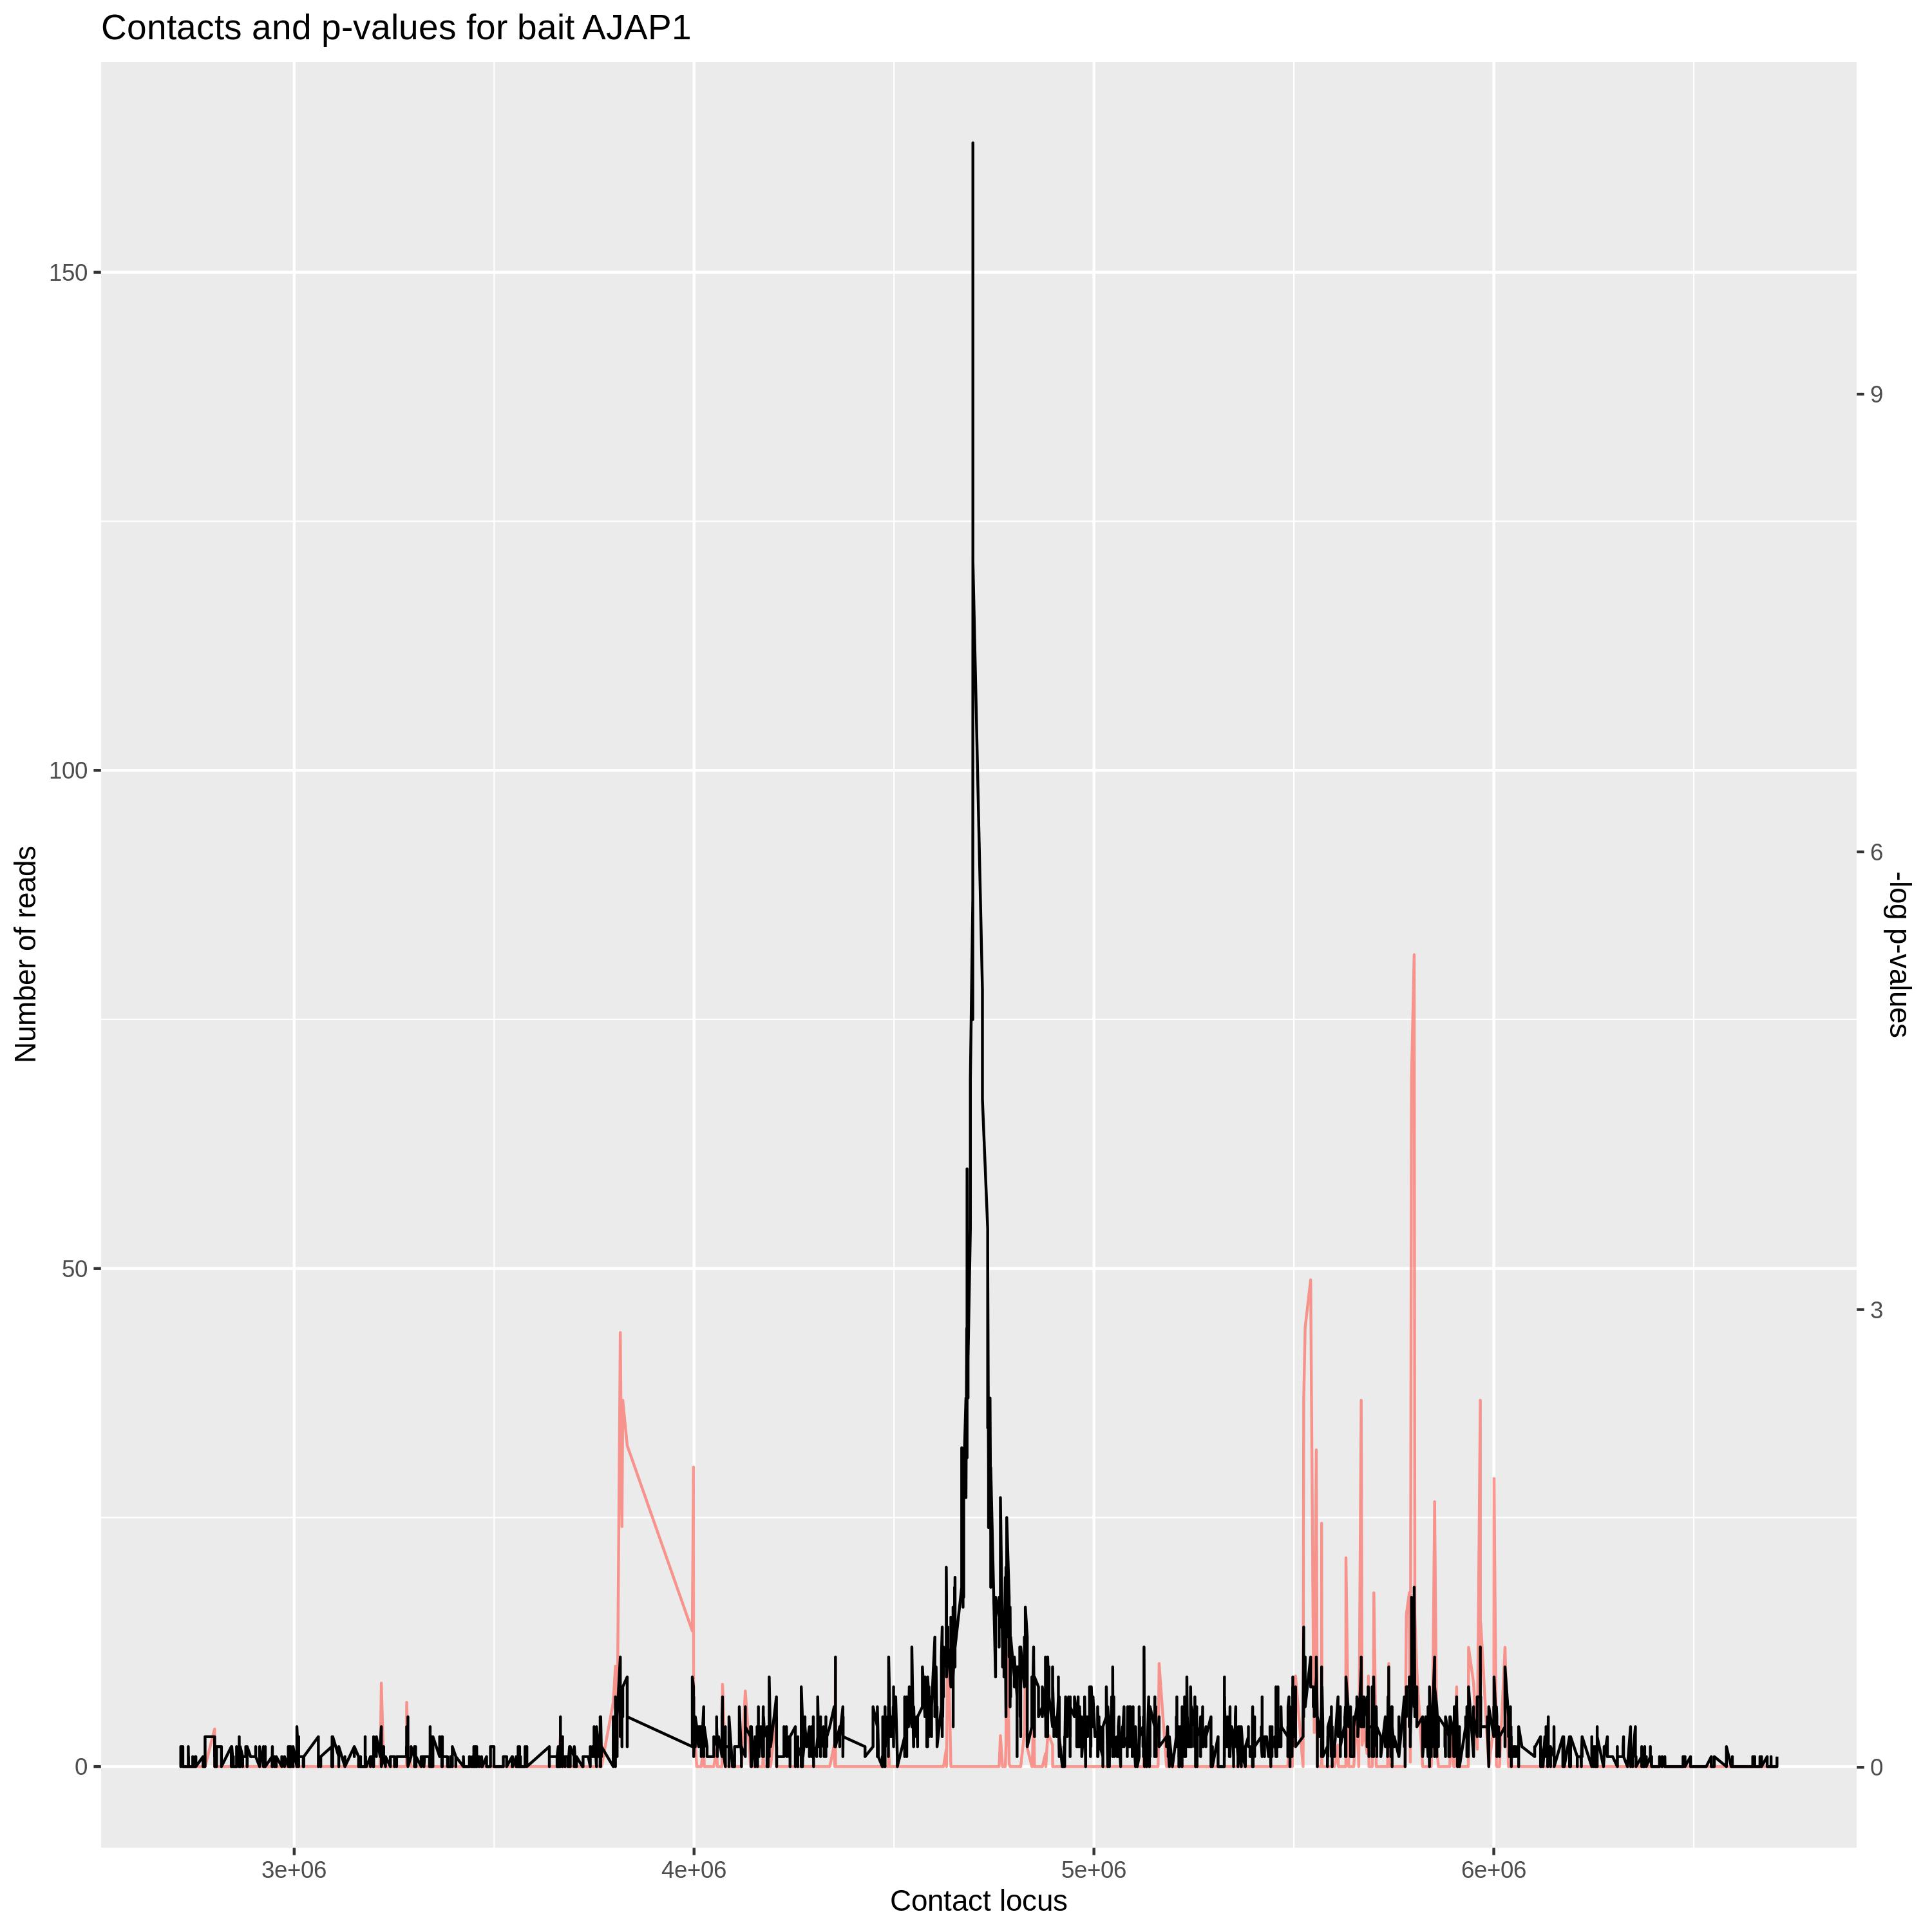 Contacts and p-values for bait AJAP1
150
100
50
0
Number of reads
9
6
3
0
-log p-values
3e+06
4e+06
5e+06
6e+06
Contact locus